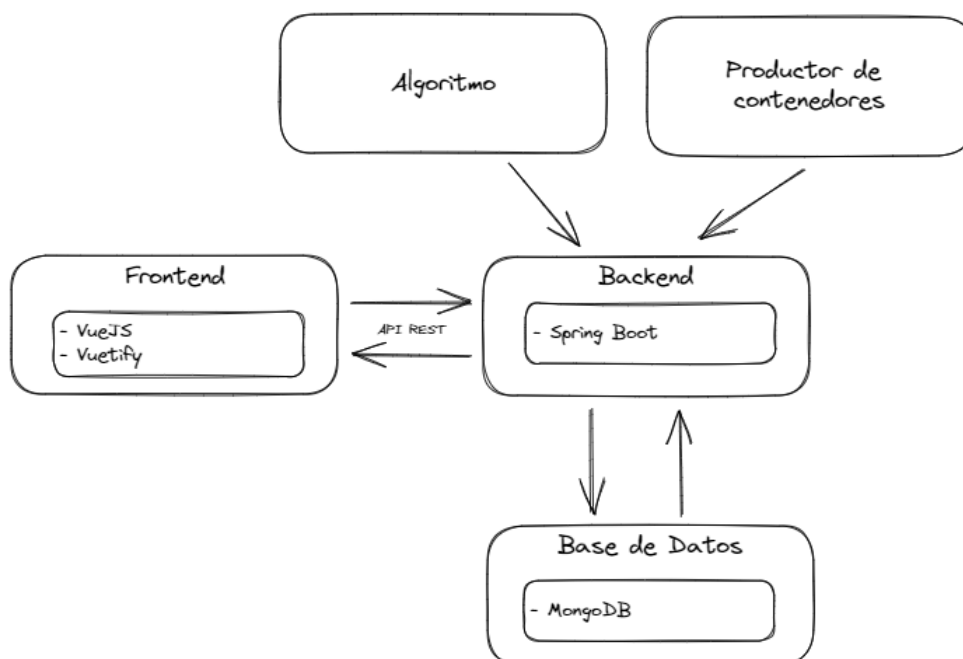 Algoritmo
Productor de
contenedores
Frontend
- VueJS
- Vuetify
API REST
Backend
- Spring Boot
Base de Datos
- MongoDB